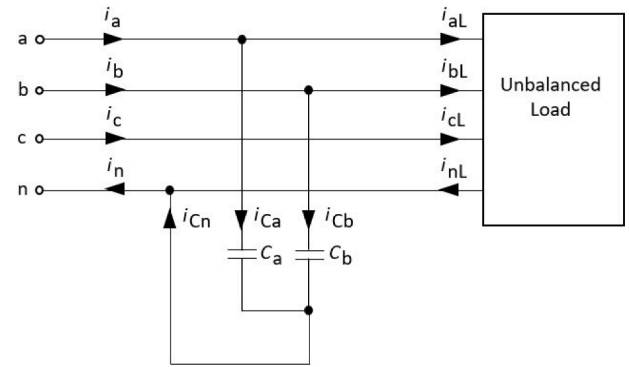 i_a i_aL
a
i_b i_bL
b Unbalanced
Load
i_c i_cL
c
i_n i_nL
n
i_Cn i_Ca i_Cb
C_a C_b